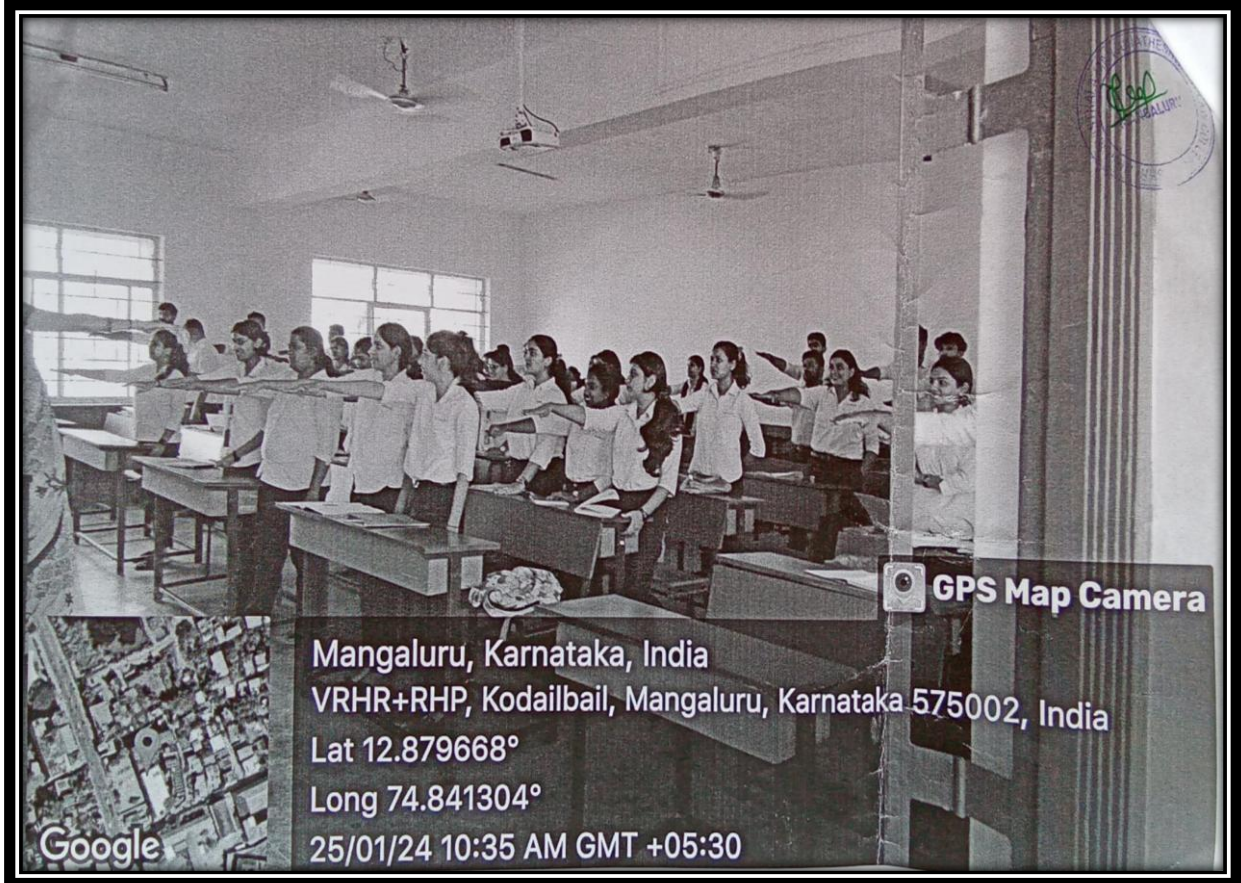 GPS Map Camera
Mangaluru, Karnataka, India
VRHR+RHP, Kodailbail, Mangaluru, Karnataka 575002, India
Lat 12.879668°
Long 74.841304°
25/01/24 10:35 AM GMT +05:30
Google